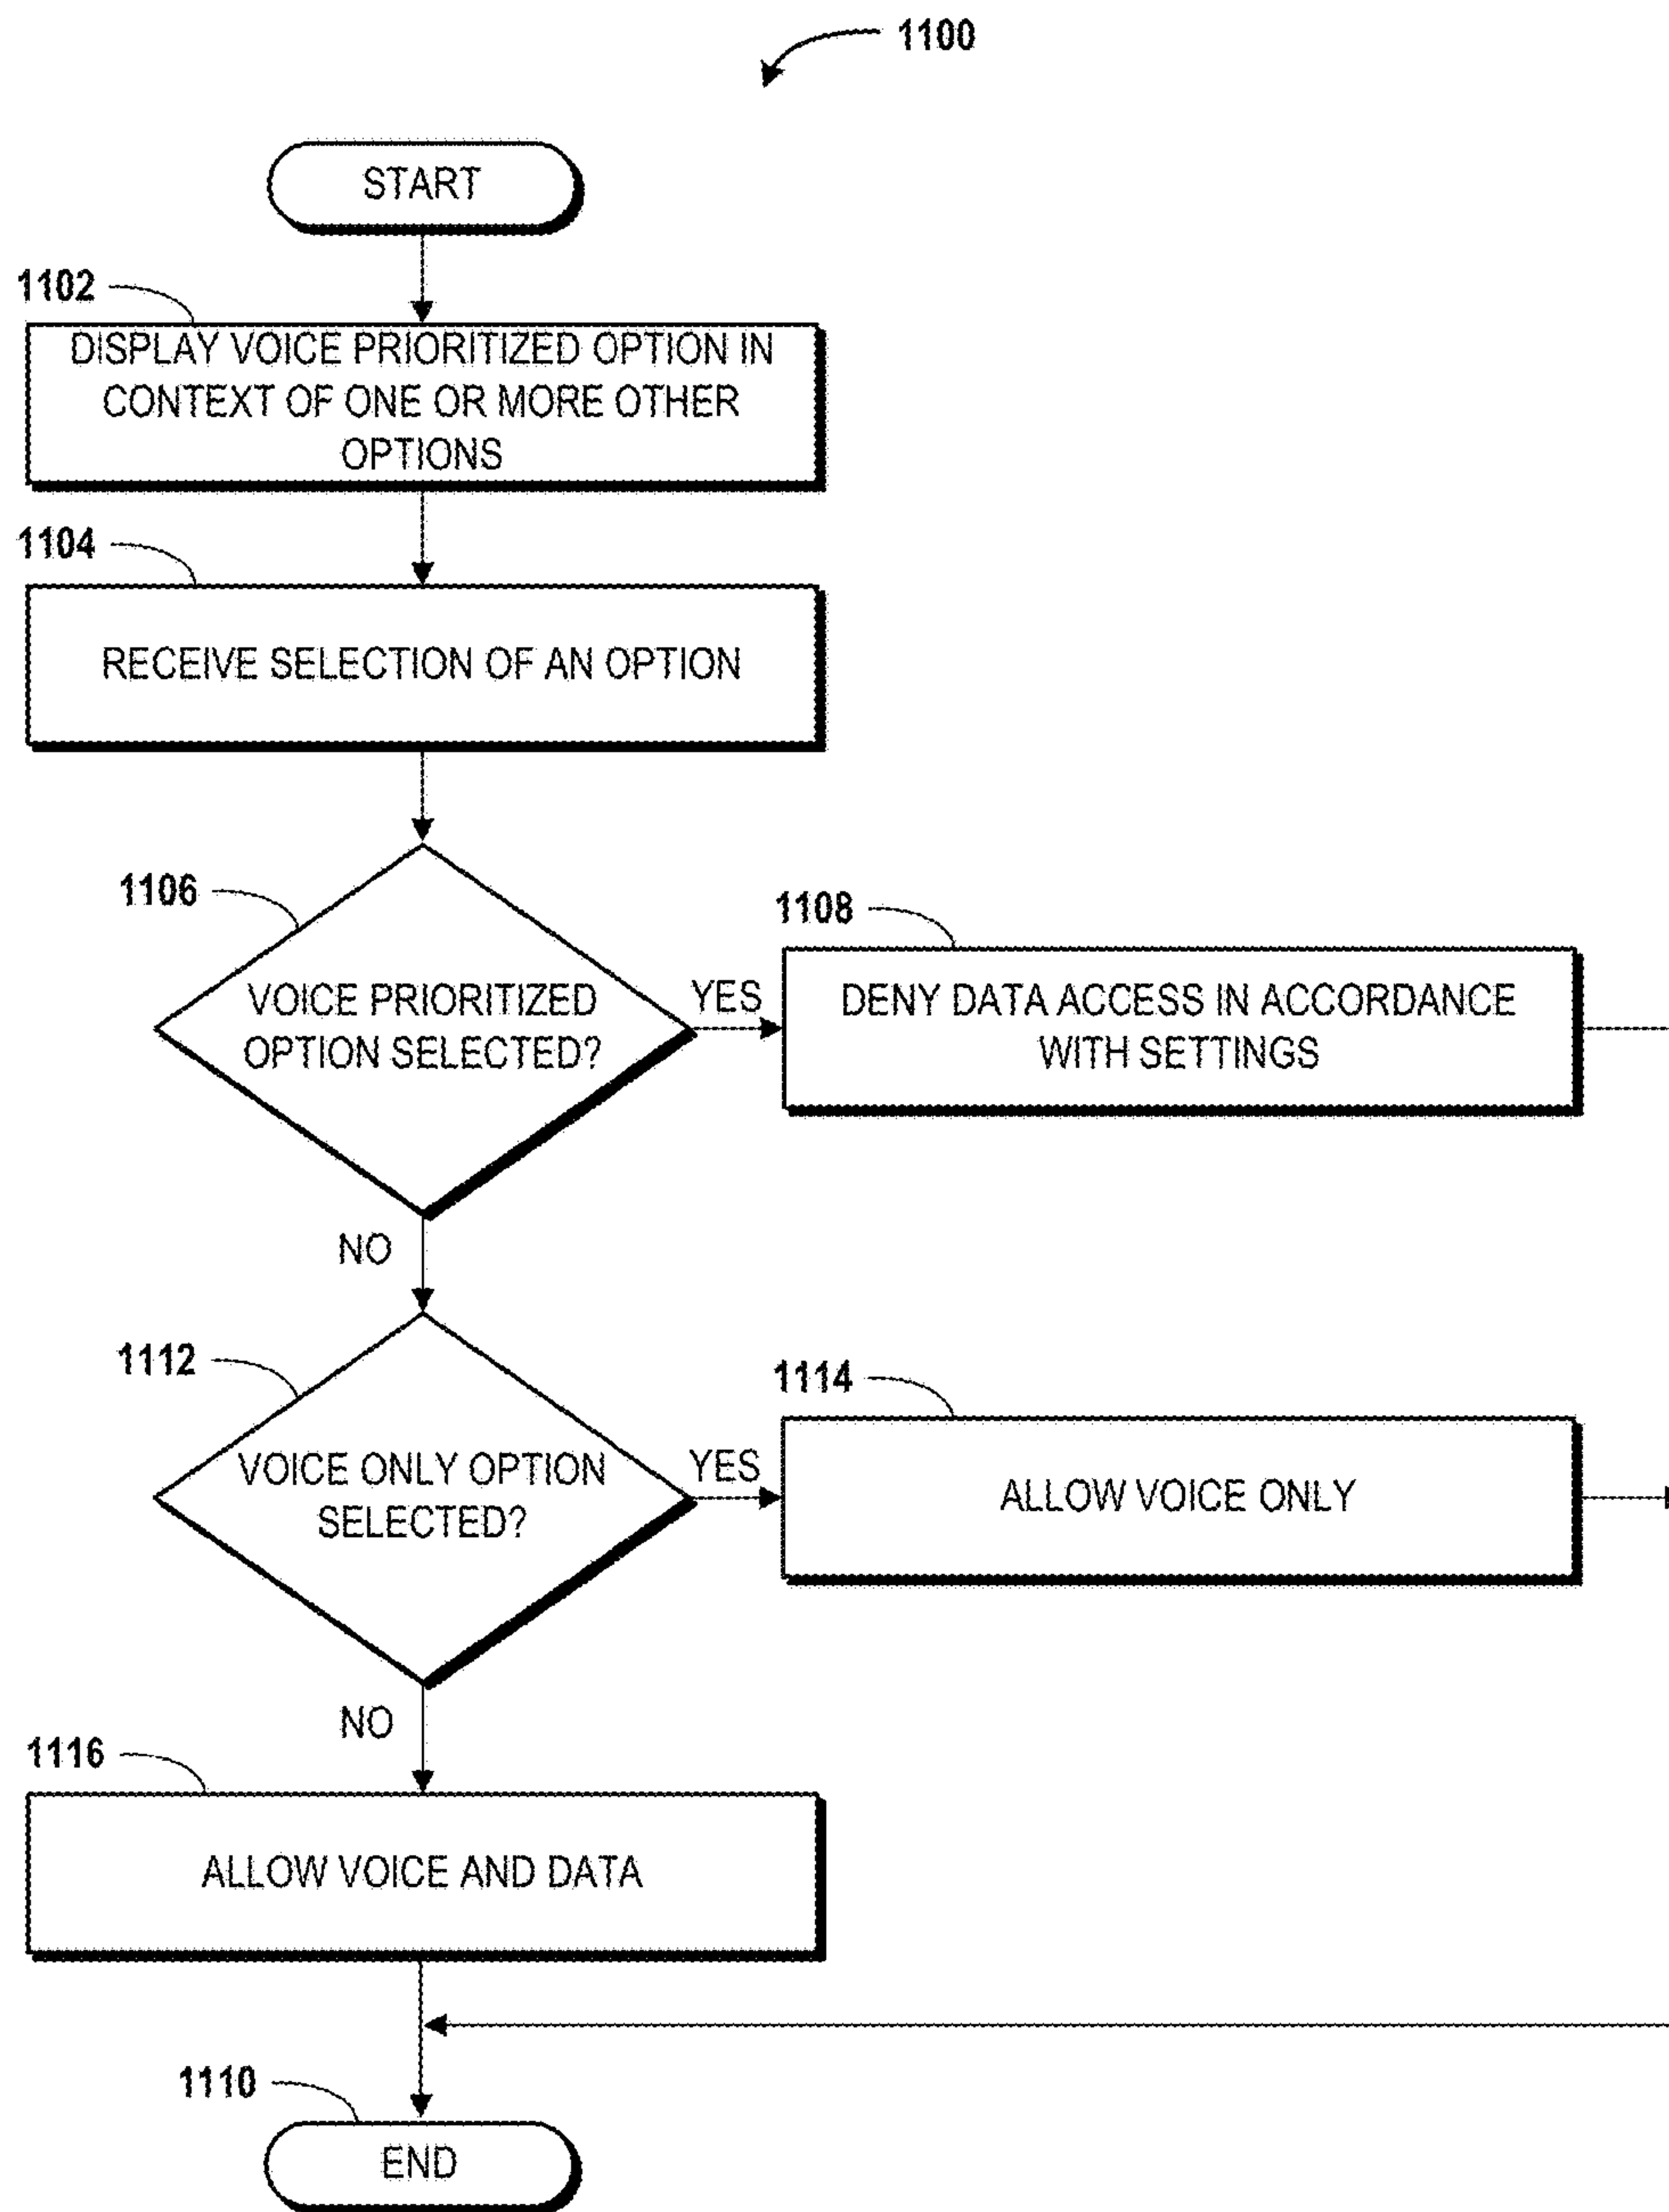 1100
START
1102
DISPLAY VOICE PRIORITIZED OPTION IN
CONTEXT OF ONE OR MORE OTHER
OPTIONS
1104
RECEIVE SELECTION OF AN OPTION
1106
VOICE PRIORITIZED
OPTION SELECTED?
YES
1108
DENY DATA ACCESS IN ACCORDANCE
WITH SETTINGS
NO
1112
VOICE ONLY OPTION
SELECTED?
YES
1114
ALLOW VOICE ONLY
NO
1116
ALLOW VOICE AND DATA
1110
END